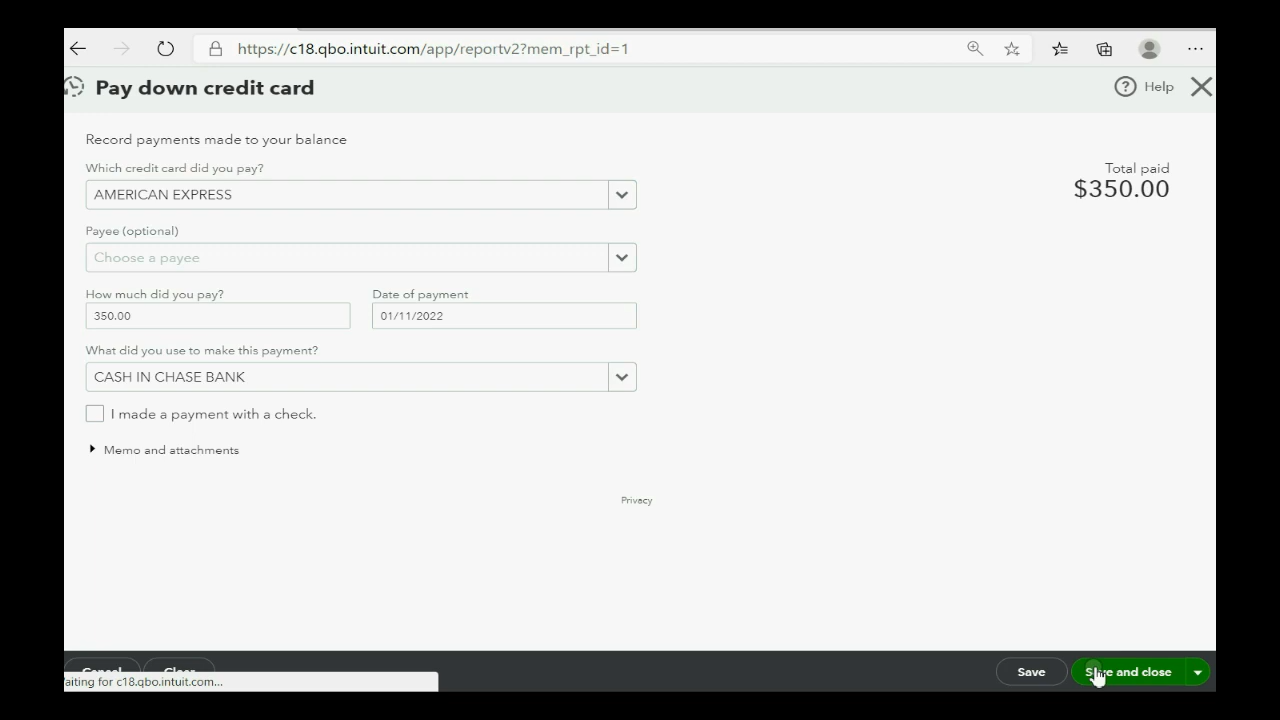 https://c18.qbo.intuit.com/app/reportv2?mem_rpt_id=1
Pay down credit card
Help
Record payments made to your balance
Which credit card did you pay?
Total paid
AMERICAN EXPRESS
$350.00
Payee (optional)
Choose a payee
How much did you pay?
Date of payment
350.00
01/11/2022
What did you use to make this payment?
CASH IN CHASE BANK
I made a payment with a check.
Memo and attachments
Privacy
Cancel
Save
Save and close
for c18.qbo.intuit.com...